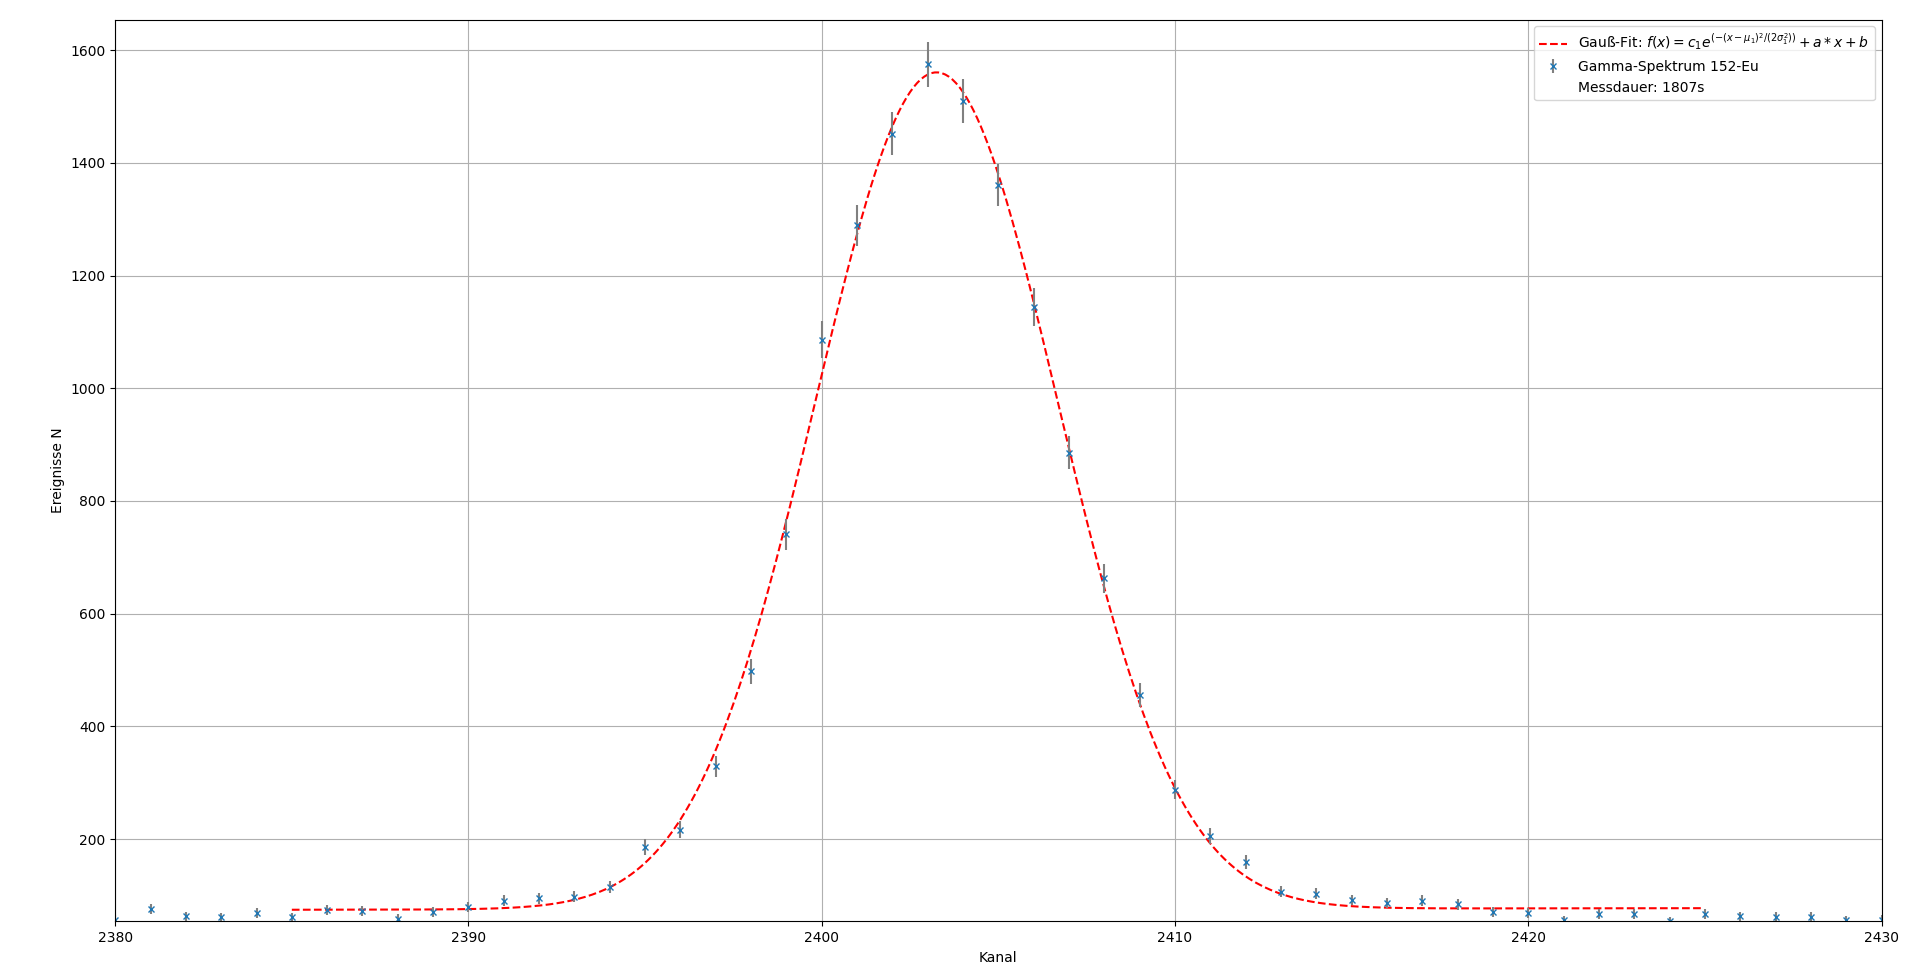 Gauß-Fit: f(x) = c₁e^(−(x−μ₁)²/(2σ₁²)) + a * x + b
Gamma-Spektrum 152-Eu
Messdauer: 1807s
1600
1400
1200
1000
800
600
400
200
Ereignisse N
2380 2390 2400 2410 2420 2430
Kanal